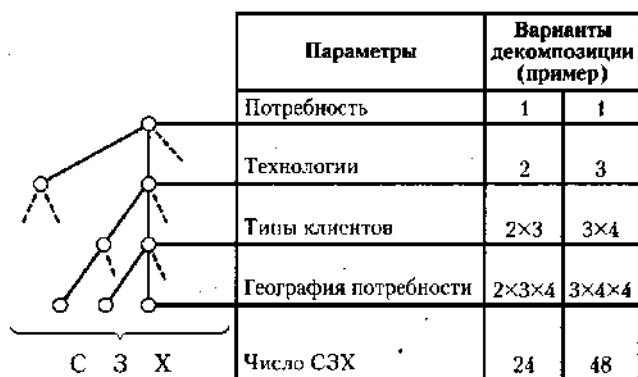 Параметры
Варианты
декомпозиции
(пример)
Потребность 1 1
Технологии 2 3
Типы клиентов 2×3 3×4
География потребности 2×3×4 3×4×4
С З Х Число СЗХ 24 48